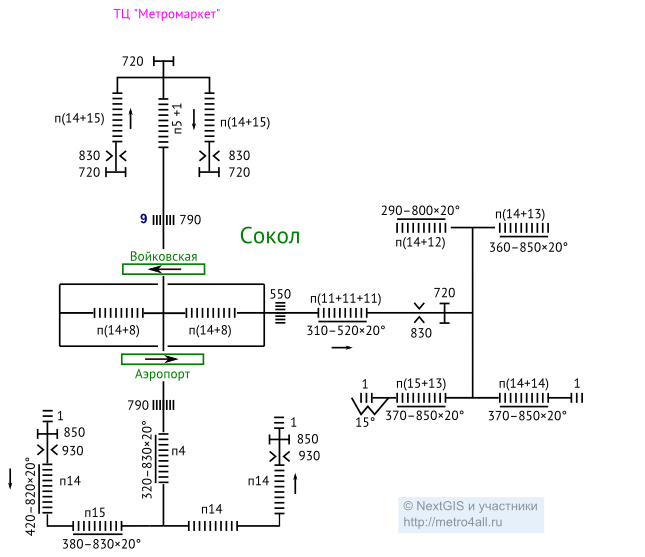 ТЦ "Метромаркет"
720
п(14+15)
п5 +1
п(14+15)
830
830
720
720
9
790
290–800×20°
п(14+13)
п(14+12)
360–850×20°
Сокол
Войковская
550
п(11+11+11)
720
п(14+8)
п(14+8)
310–520×20°
830
Аэропорт
1
п(15+13)
п(14+14)
1
15°
370–850×20°
370–850×20°
790
1
1
850
850
930
930
420–820×20°
п14
320–830×20°
п4
п14
п15
п14
380–830×20°
© NextGIS и участники
http://metro4all.ru